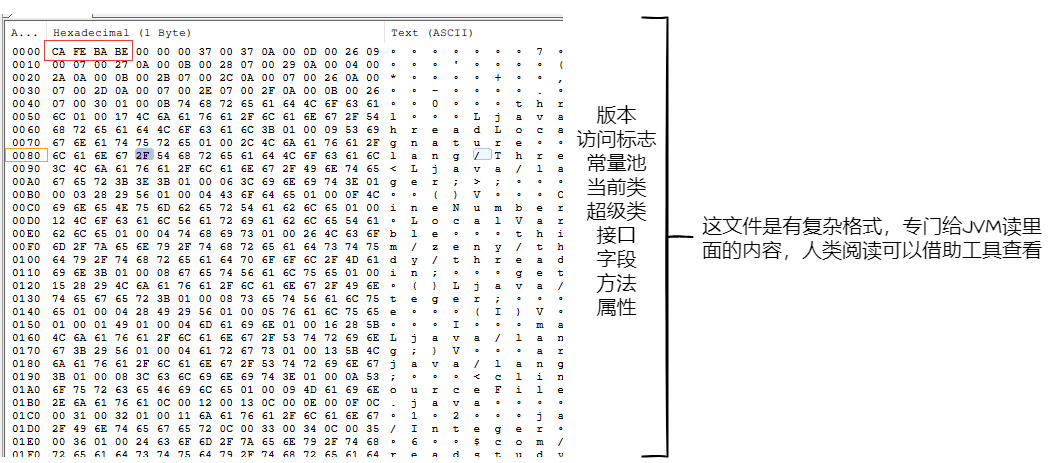 A... Hexadecimal (1 Byte) Text (ASCII)
0000 CA FE BA BE 00 00 00 37 00 37 0A 00 0D 00 26 09 ∘ ∘ ∘ ∘ ∘ ∘ ∘ 7 ∘
0010 00 07 00 27 0A 00 0B 00 28 07 00 29 0A 00 04 00 ∘ ∘ ∘ ' ∘ ∘ ∘ ∘ (
0020 2A 0A 00 0B 00 2B 07 00 2C 0A 00 07 00 26 0A 00 * ∘ ∘ ∘ ∘ + ∘ ∘ ,
0030 07 00 2D 0A 00 07 00 2E 07 00 2F 0A 00 0B 00 26 ∘ ∘ - ∘ ∘ ∘ ∘ . ∘
0040 07 00 30 01 00 0B 74 68 72 65 61 64 4C 6F 63 61 ∘ ∘ 0 ∘ ∘ ∘ t h r
0050 6C 01 00 17 4C 6A 61 76 61 2F 6C 61 6E 67 2F 54 l ∘ ∘ ∘ L j a v a
0060 68 72 65 61 64 4C 6F 63 61 6C 3B 01 00 09 53 69 h r e a d L o c a
0070 67 6E 61 74 75 72 65 01 00 2C 4C 6A 61 76 61 2F g n a t u r e ∘ ∘
0080 6C 61 6E 67 2F 54 68 72 65 61 64 4C 6F 63 61 6C l a n g / T h r e
0090 3C 4C 6A 61 76 61 2F 6C 61 6E 67 2F 49 6E 74 65 < L j a v a / l a
00A0 67 65 72 3B 3E 3B 01 00 06 3C 69 6E 69 74 3E 01 g e r ; > ; ∘ ∘ ∘
00B0 00 03 28 29 56 01 00 04 43 6F 64 65 01 00 0F 4C ∘ ∘ ( ) V ∘ ∘ ∘ C
00C0 69 6E 65 4E 75 6D 62 65 72 54 61 62 6C 65 01 00 i n e N u m b e r
00D0 12 4C 6F 63 61 6C 56 61 72 69 61 62 6C 65 54 61 ∘ L o c a l V a r
00E0 62 6C 65 01 00 04 74 68 69 73 01 00 26 4C 63 6F b l e ∘ ∘ ∘ t h i
00F0 6D 2F 7A 65 6E 79 2F 74 68 72 65 61 64 73 74 75 m / z e n y / t h
0100 64 79 2F 74 68 72 65 61 64 70 6F 6F 6C 2F 4D 61 d y / t h r e a d
0110 69 6E 3B 01 00 08 67 65 74 56 61 6C 75 65 01 00 i n ; ∘ ∘ ∘ g e t
0120 15 28 29 4C 6A 61 76 61 2F 6C 61 6E 67 2F 49 6E ∘ ( ) L j a v a /
0130 74 65 67 65 72 3B 01 00 08 73 65 74 56 61 6C 75 t e g e r ; ∘ ∘ ∘
0140 65 01 00 04 28 49 29 56 01 00 05 76 61 6C 75 65 e ∘ ∘ ∘ ( I ) V ∘
0150 01 00 01 49 01 00 04 6D 61 69 6E 01 00 16 28 5B ∘ ∘ ∘ I ∘ ∘ ∘ m a
0160 4C 6A 61 76 61 2F 6C 61 6E 67 2F 53 74 72 69 6E L j a v a / l a n
0170 67 3B 29 56 01 00 04 61 72 67 73 01 00 13 5B 4C g ; ) V ∘ ∘ ∘ a r
0180 6A 61 76 61 2F 6C 61 6E 67 2F 53 74 72 69 6E 67 j a v a / l a n g
0190 3B 01 00 08 3C 63 6C 69 6E 69 74 3E 01 00 0A 53 ; ∘ ∘ ∘ < c l i n
01A0 6F 75 72 63 65 46 69 6C 65 01 00 09 4D 61 69 6E o u r c e F i l e
01B0 2E 6A 61 76 61 0C 00 12 00 13 0C 00 0E 00 0F 0C . j a v a ∘ ∘ ∘ ∘
01C0 00 31 00 32 01 00 11 6A 61 76 61 2F 6C 61 6E 67 ∘ 1 ∘ 2 ∘ ∘ ∘ j a
01D0 2F 49 6E 74 65 67 65 72 0C 00 33 00 34 0C 00 35 / I n t e g e r ∘
01E0 00 36 01 00 24 63 6F 6D 2F 7A 65 6E 79 2F 74 68 ∘ 6 ∘ ∘ $ c o m /
01F0 72 65 61 64 73 74 75 64 79 2F 74 68 72 65 61 64 r e a d s t u d y
版本
访问标志
常量池
当前类
超级类
接口
字段
方法
属性
这文件是有复杂格式，专门给JVM读里
面的内容，人类阅读可以借助工具查看